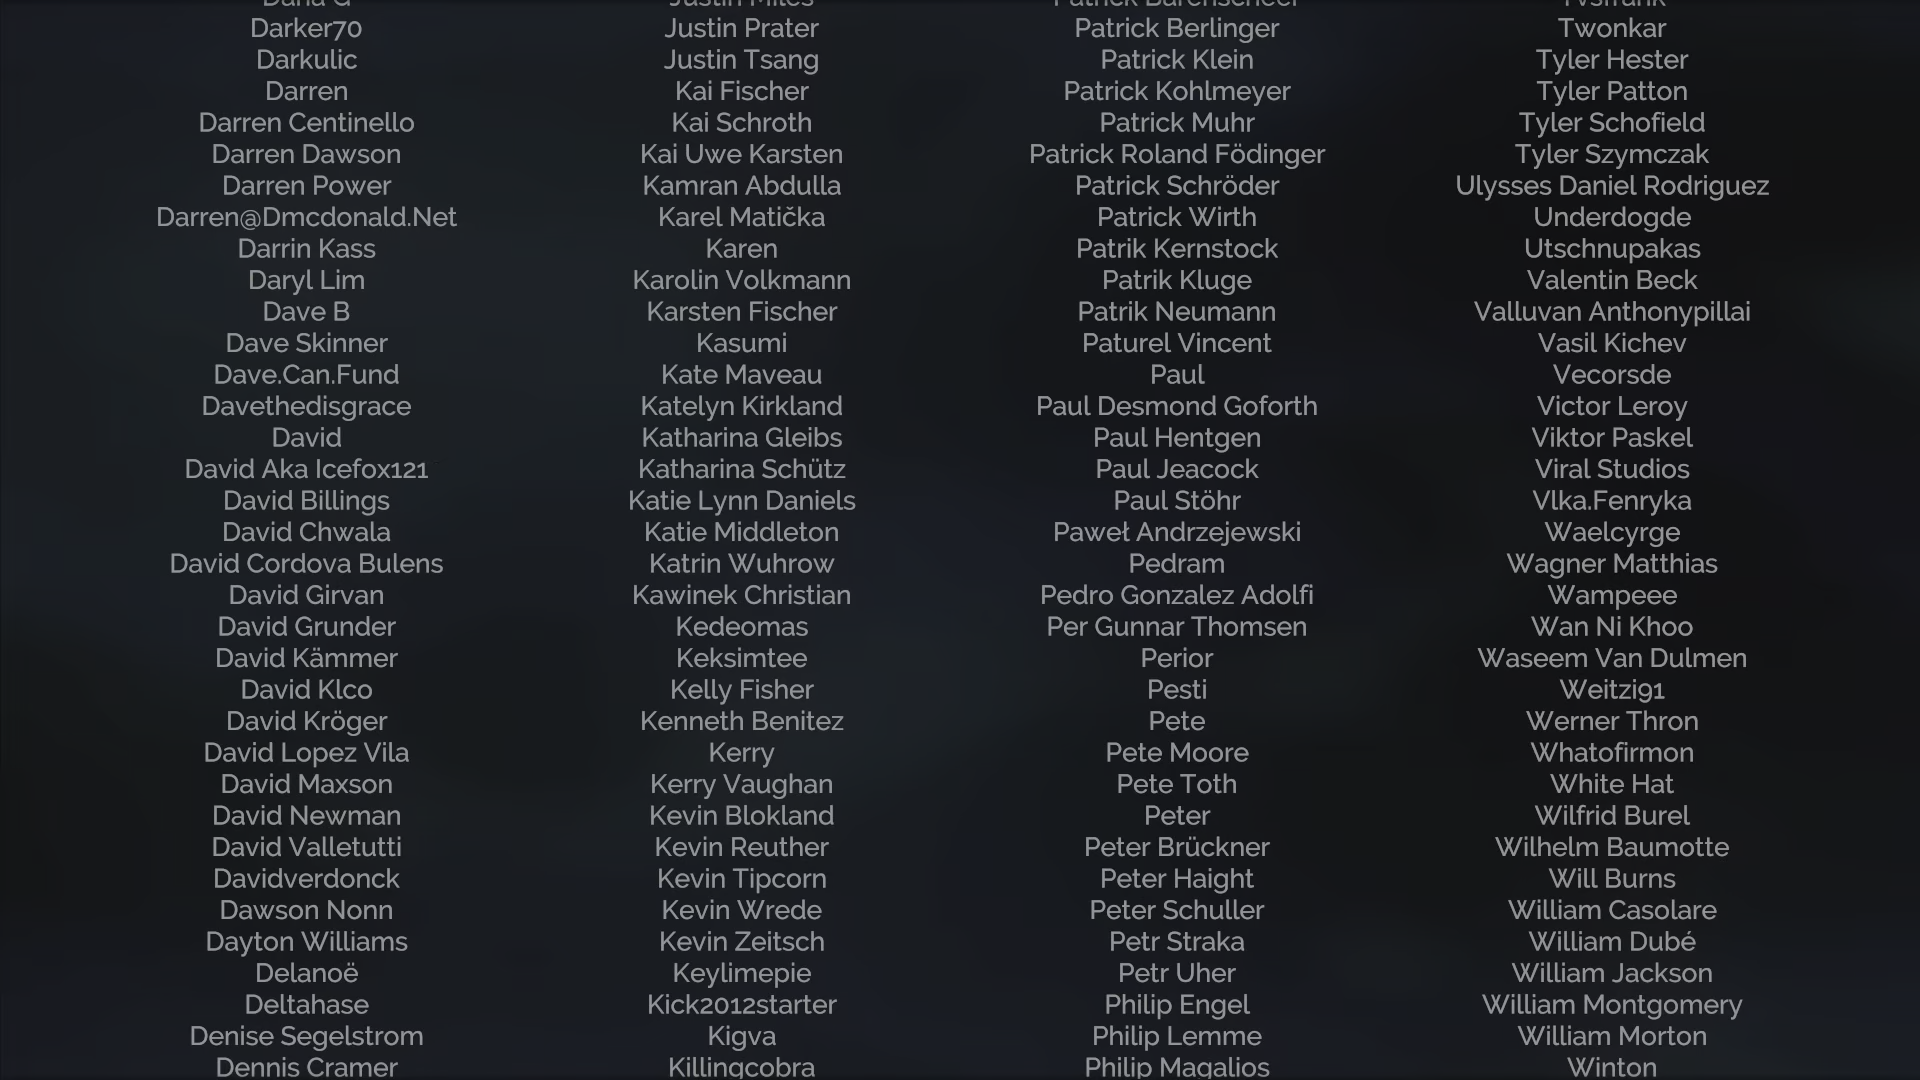 Darker70
Darkulic
Darren
Darren Centinello
Darren Dawson
Darren Power
Darren@Dmcdonald.Net
Darrin Kass
Daryl Lim
Dave B
Dave Skinner
Dave.Can.Fund
Davethedisgrace
David
David Aka Icefox121
David Billings
David Chwala
David Cordova Bulens
David Girvan
David Grunder
David Kämmer
David Klco
David Kröger
David Lopez Vila
David Maxson
David Newman
David Valletutti
Davidverdonck
Dawson Nonn
Dayton Williams
Delanoë
Deltahase
Denise Segelstrom
Dennis Cramer
Justin Miles
Justin Prater
Justin Tsang
Kai Fischer
Kai Schroth
Kai Uwe Karsten
Kamran Abdulla
Karel Matička
Karen
Karolin Volkmann
Karsten Fischer
Kasumi
Kate Maveau
Katelyn Kirkland
Katharina Gleibs
Katharina Schütz
Katie Lynn Daniels
Katie Middleton
Katrin Wuhrow
Kawinek Christian
Kedeomas
Keksimtee
Kelly Fisher
Kenneth Benitez
Kerry
Kerry Vaughan
Kevin Blokland
Kevin Reuther
Kevin Tipcorn
Kevin Wrede
Kevin Zeitsch
Keylimepie
Kick2012starter
Kigva
Killingcobra
Patrick
Patrick Berlinger
Patrick Klein
Patrick Kohlmeyer
Patrick Muhr
Patrick Roland Födinger
Patrick Schröder
Patrick Wirth
Patrik Kernstock
Patrik Kluge
Patrik Neumann
Paturel Vincent
Paul
Paul Desmond Goforth
Paul Hentgen
Paul Jeacock
Paul Stöhr
Paweł Andrzejewski
Pedram
Pedro Gonzalez Adolfi
Per Gunnar Thomsen
Perior
Pesti
Pete
Pete Moore
Pete Toth
Peter
Peter Brückner
Peter Haight
Peter Schuller
Petr Straka
Petr Uher
Philip Engel
Philip Lemme
Philip Magalios
Twonkar
Tyler Hester
Tyler Patton
Tyler Schofield
Tyler Szymczak
Ulysses Daniel Rodriguez
Underdogde
Utschnupakas
Valentin Beck
Valluvan Anthonypillai
Vasil Kichev
Vecorsde
Victor Leroy
Viktor Paskel
Viral Studios
Vlka.Fenryka
Waelcyrge
Wagner Matthias
Wampeee
Wan Ni Khoo
Waseem Van Dulmen
Weitzi91
Werner Thron
Whatofirmon
White Hat
Wilfrid Burel
Wilhelm Baumotte
Will Burns
William Casolare
William Dubé
William Jackson
William Montgomery
William Morton
Winton